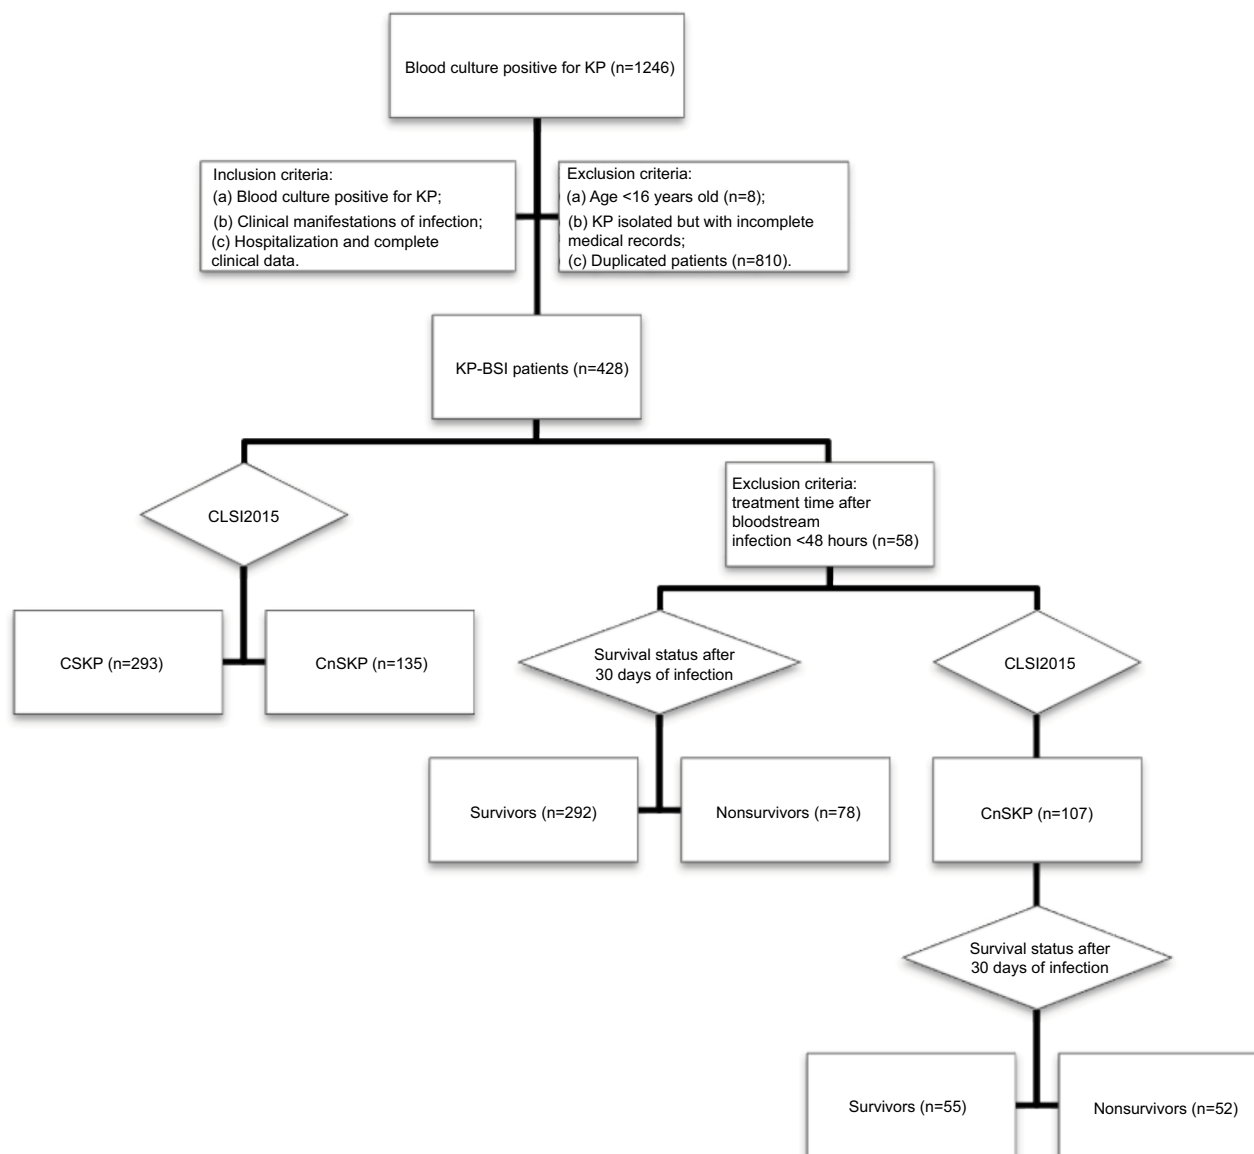 Blood culture positive for KP (n=1246)
Inclusion criteria:
(a) Blood culture positive for KP;
(b) Clinical manifestations of infection;
(c) Hospitalization and complete
clinical data.
Exclusion criteria:
(a) Age <16 years old (n=8);
(b) KP isolated but with incomplete
medical records;
(c) Duplicated patients (n=810).
KP-BSI patients (n=428)
CLSI2015
Exclusion criteria:
treatment time after
bloodstream
infection <48 hours (n=58)
CSKP (n=293)
CnSKP (n=135)
Survival status after
30 days of infection
CLSI2015
Survivors (n=292)
Nonsurvivors (n=78)
CnSKP (n=107)
Survival status after
30 days of infection
Survivors (n=55)
Nonsurvivors (n=52)